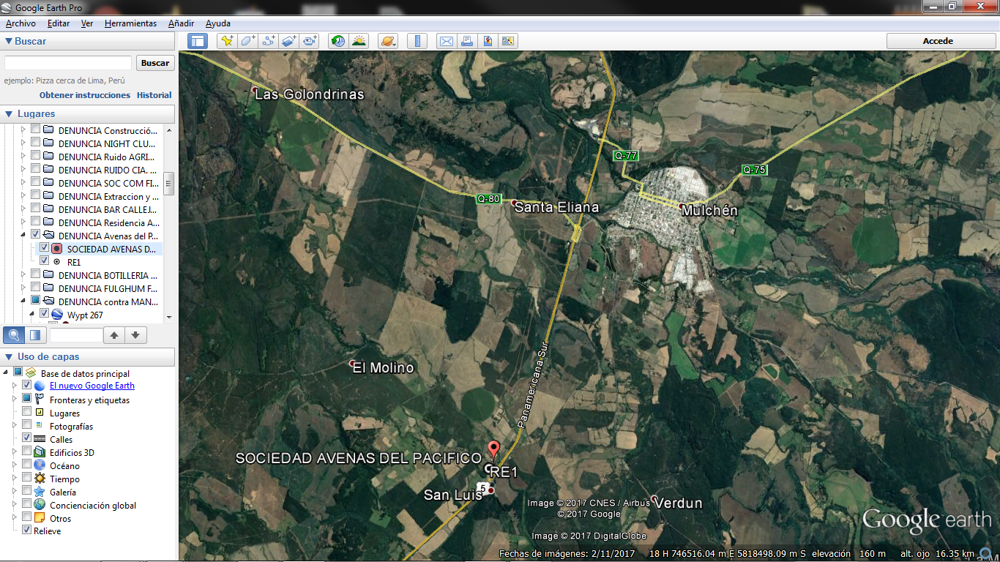 Google Earth Pro
Archivo Editar Ver Herramientas Añadir Ayuda
Buscar
Buscar
ejemplo: Pizza cerca de Lima, Perú
Obtener instrucciones Historial
Lugares
DENUNCIA Construcció...
DENUNCIA NIGHT CLU...
DENUNCIA Ruido AGRI...
DENUNCIA RUIDO CIA. ...
DENUNCIA SOC COM FI...
DENUNCIA Extraccion y ...
DENUNCIA BAR CALLEJ...
DENUNCIA Residencia A...
DENUNCIA Avenas del P...
SOCIEDAD AVENAS D...
RE1
DENUNCIA BOTILLERIA ...
DENUNCIA FULGHUM F...
DENUNCIA contra MAN...
Wypt 267
Uso de capas
Base de datos principal
El nuevo Google Earth
Fronteras y etiquetas
Lugares
Fotografías
Calles
Edificios 3D
Océano
Tiempo
Galería
Concienciación global
Otros
Relieve
Accede
Las Golondrinas
Q-77
Q-75
Q-80
Santa Eliana
Mulchén
El Molino
Panamericana Sur
SOCIEDAD AVENAS DEL PACIFICO
RE1
5
San Luis
Verdun
Image © 2017 CNES / Airbus
© 2017 Google
Image © 2017 DigitalGlobe
Google earth
Fechas de imágenes: 2/11/2017 18 H 746516.04 m E 5818498.09 m S elevación 160 m alt. ojo 16.35 km